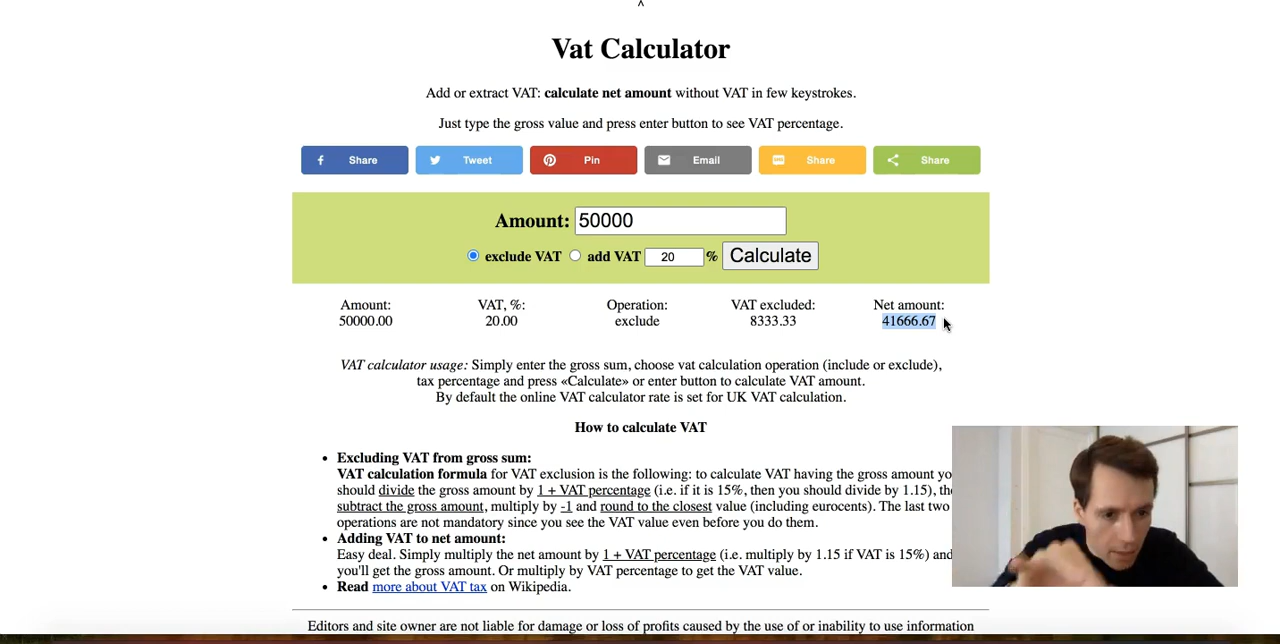 Vat Calculator
Add or extract VAT: calculate net amount without VAT in few keystrokes.
Just type the gross value and press enter button to see VAT percentage.
Share Tweet Pin Email Share Share
Amount: 50000
exclude VAT add VAT 20 % Calculate
Amount: VAT, %: Operation: VAT excluded: Net amount:
50000.00 20.00 exclude 8333.33 41666.67
VAT calculator usage: Simply enter the gross sum, choose vat calculation operation (include or exclude),
tax percentage and press «Calculate» or enter button to calculate VAT amount.
By default the online VAT calculator rate is set for UK VAT calculation.
How to calculate VAT
• Excluding VAT from gross sum:
VAT calculation formula for VAT exclusion is the following: to calculate VAT having the gross amount
should divide the gross amount by 1 + VAT percentage (i.e. if it is 15%, then you should divide by 1.15),
subtract the gross amount, multiply by -1 and round to the closest value (including eurocents). The last two
operations are not mandatory since you see the VAT value even before you do them.
• Adding VAT to net amount:
Easy deal. Simply multiply the net amount by 1 + VAT percentage (i.e. multiply by 1.15 if VAT is 15%) and
you'll get the gross amount. Or multiply by VAT percentage to get the VAT value.
• Read more about VAT tax on Wikipedia.
Editors and site owner are not liable for damage or loss of profits caused by the use of or inability to use information